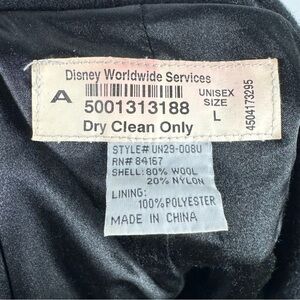 Disney Worldwide Services
A
5001313188
UNISEX
SIZE
L
Dry Clean Only
4504173295
STYLE# UN29-008U
RN# 84167
SHELL: 80% WOOL
20% NYLON
LINING:
100% POLYESTER
MADE IN CHINA